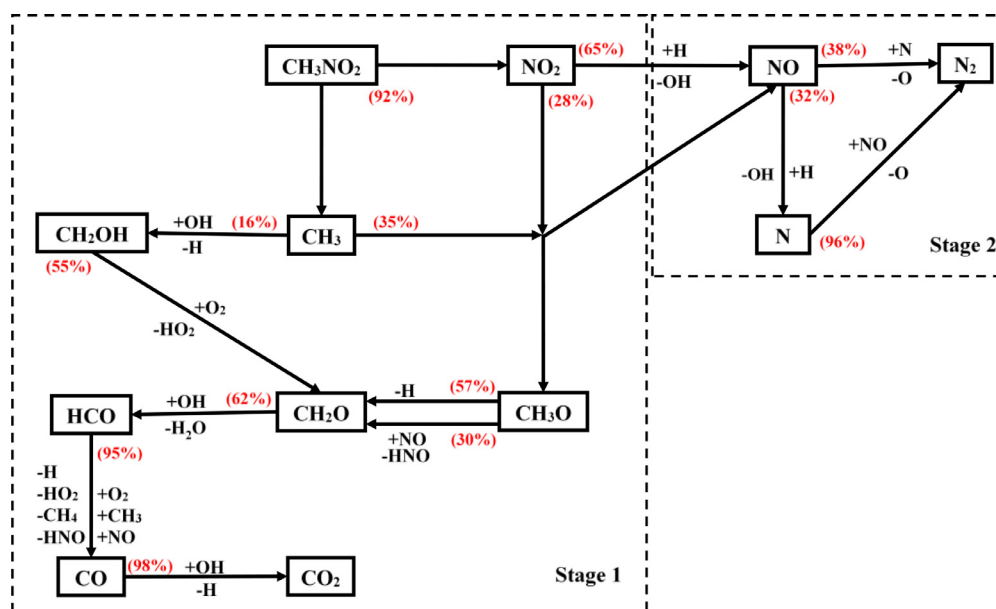 CH₃NO₂
(92%)
NO₂
(65%)
(28%)
+H
-OH
NO
(38%)
(32%)
+N
-O
N₂
-OH
+H
+NO
-O
N
(96%)
Stage 2
CH₂OH
(55%)
+OH
-H
(16%)
CH₃
(35%)
+O₂
-HO₂
HCO
(95%)
+OH
-H₂O
(62%)
CH₂O
-H
(57%)
+NO
-HNO
(30%)
CH₃O
-H
-HO₂ +O₂
-CH₄ +CH₃
-HNO +NO
CO
(98%)
+OH
-H
CO₂
Stage 1